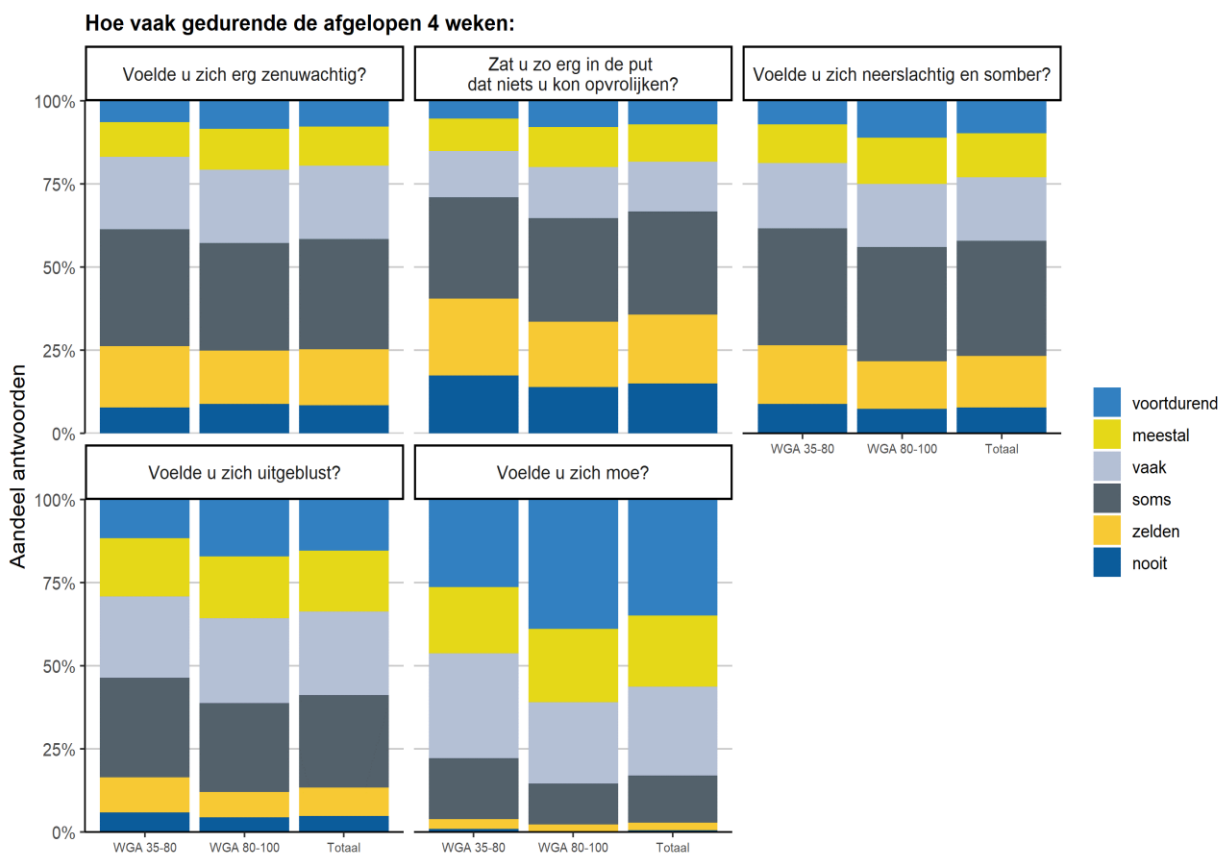 Hoe vaak gedurende de afgelopen 4 weken:
Voelde u zich erg zenuwachtig?
Zat u zo erg in de put
dat niets u kon opvrolijken?
Voelde u zich neerslachtig en somber?
100%
75%
50%
25%
0%
WGA 35-80
WGA 80-100
Totaal
Voelde u zich uitgeblust?
Voelde u zich moe?
100%
75%
50%
25%
0%
WGA 35-80
WGA 80-100
Totaal
WGA 35-80
WGA 80-100
Totaal
Aandeel antwoorden
voortdurend
meestal
vaak
soms
zelden
nooit